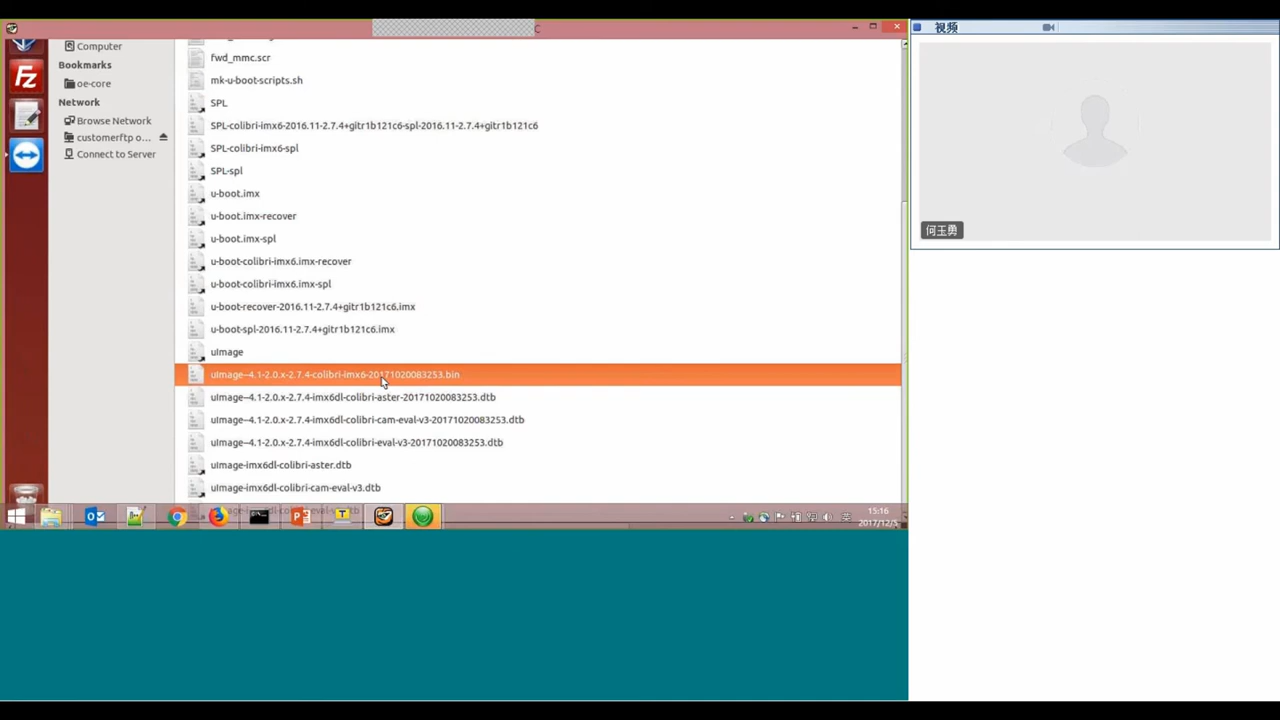 视频
Computer
Bookmarks
oe-core
Network
Browse Network
customerftp o...
Connect to Server
fwd_mmc.scr
mk-u-boot-scripts.sh
SPL
SPL-colibri-imx6-2016.11-2.7.4+gitr1b121c6-spl-2016.11-2.7.4+gitr1b121c6
SPL-colibri-imx6-spl
SPL-spl
u-boot.imx
u-boot.imx-recover
u-boot.imx-spl
u-boot-colibri-imx6.imx-recover
u-boot-colibri-imx6.imx-spl
u-boot-recover-2016.11-2.7.4+gitr1b121c6.imx
u-boot-spl-2016.11-2.7.4+gitr1b121c6.imx
uImage
uImage--4.1-2.0.x-2.7.4-colibri-imx6-20171020083253.bin
uImage--4.1-2.0.x-2.7.4-imx6dl-colibri-aster-20171020083253.dtb
uImage--4.1-2.0.x-2.7.4-imx6dl-colibri-cam-eval-v3-20171020083253.dtb
uImage--4.1-2.0.x-2.7.4-imx6dl-colibri-eval-v3-20171020083253.dtb
uImage-imx6dl-colibri-aster.dtb
uImage-imx6dl-colibri-cam-eval-v3.dtb
何玉勇
英
15:16
2017/12/5